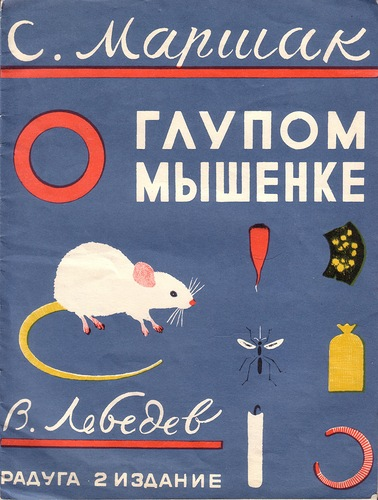 С. Маршак
О ГЛУПОМ
МЫШЕНКЕ
В. Лебедев
РАДУГА 2 ИЗДАНИЕ